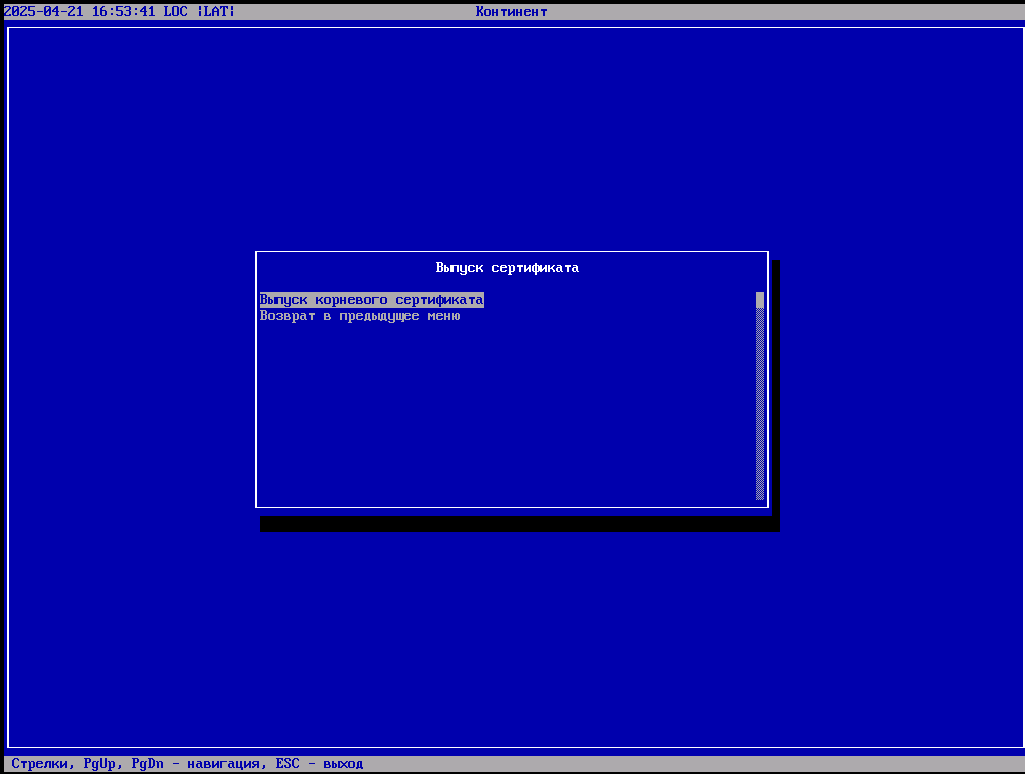 2025-04-21 16:53:41 LOC ¦LAT¦ Континент
Выпуск сертификата
Выпуск корневого сертификата
Возврат в предыдущее меню
Стрелки, PgUp, PgDn - навигация, ESC - выход